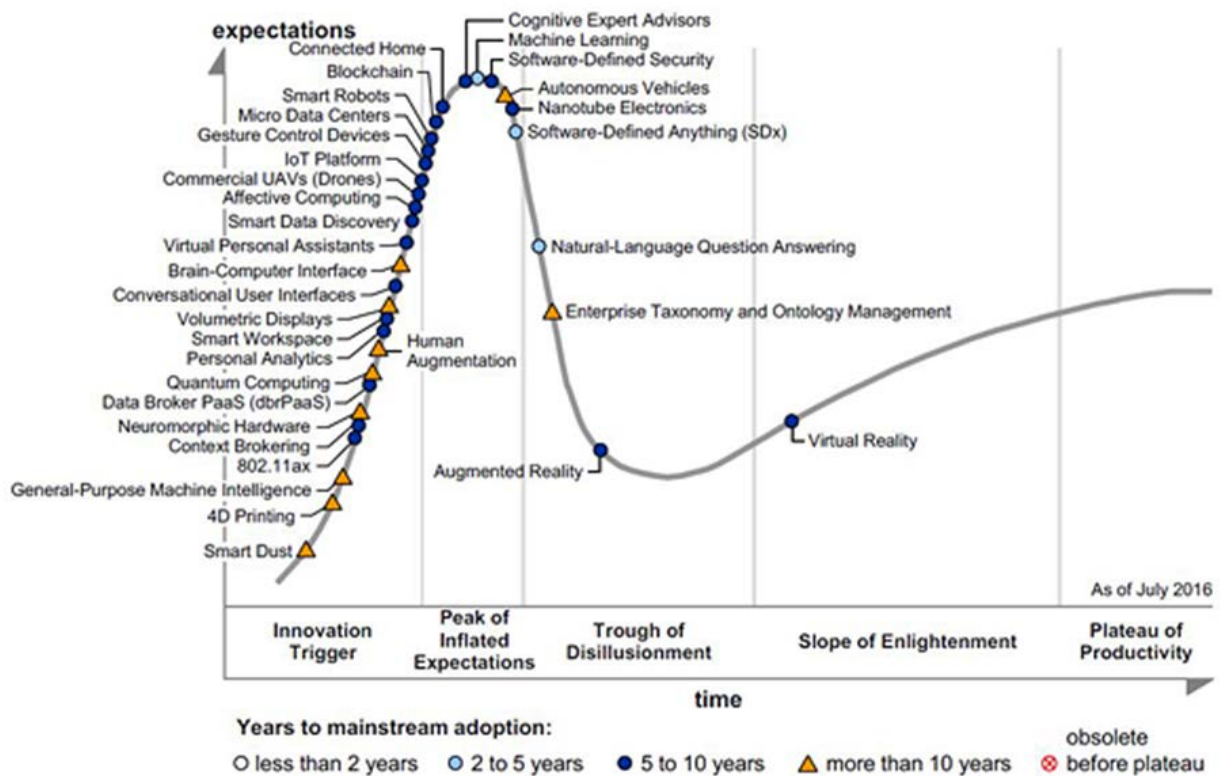 expectations
Connected Home
Blockchain
Smart Robots
Micro Data Centers
Gesture Control Devices
IoT Platform
Commercial UAVs (Drones)
Affective Computing
Smart Data Discovery
Virtual Personal Assistants
Brain-Computer Interface
Conversational User Interfaces
Volumetric Displays
Smart Workspace
Personal Analytics
Quantum Computing
Data Broker PaaS (dbrPaaS)
Neuromorphic Hardware
Context Brokering
802.11ax
General-Purpose Machine Intelligence
4D Printing
Smart Dust
Human
Augmentation
Cognitive Expert Advisors
Machine Learning
Software-Defined Security
Autonomous Vehicles
Nanotube Electronics
Software-Defined Anything (SDx)
Natural-Language Question Answering
Enterprise Taxonomy and Ontology Management
Augmented Reality
Virtual Reality
As of July 2016
Innovation
Trigger
Peak of
Inflated
Expectations
Trough of
Disillusionment
Slope of Enlightenment
Plateau of
Productivity
time
Years to mainstream adoption:
less than 2 years
2 to 5 years
5 to 10 years
more than 10 years
obsolete
before plateau